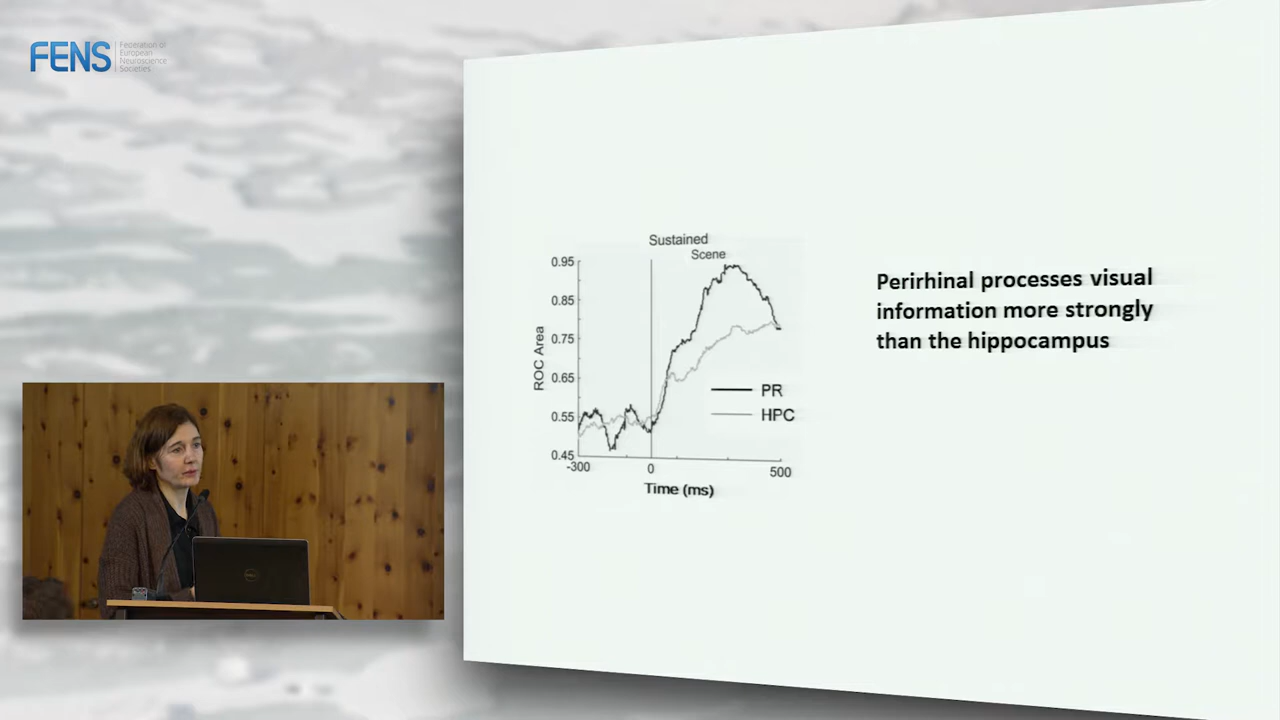 FENS
Federation of
European
Neuroscience
Societies
Sustained
Scene
0.95
0.85
0.75
0.65
0.55
0.45
ROC Area
PR
HPC
-300
0
500
Time (ms)
Perirhinal processes visual
information more strongly
than the hippocampus
DELL